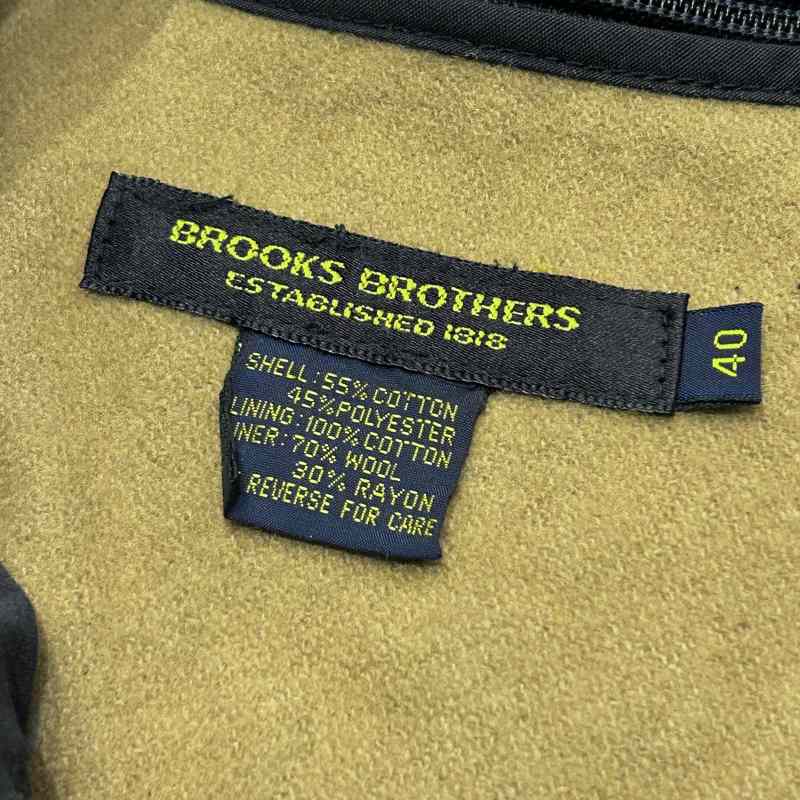 BROOKS BROTHERS
ESTABLISHED 1818
40
SHELL: 55% COTTON
45% POLYESTER
LINING: 100% COTTON
INER: 70% WOOL
30% RAYON
REVERSE FOR CARE